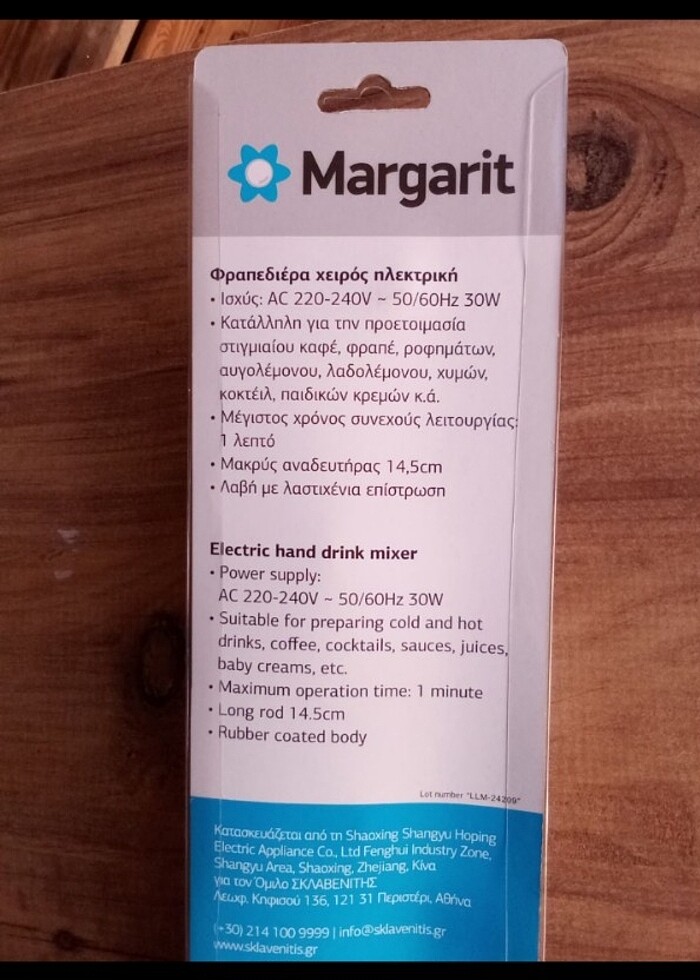 Margarit
Φραπεδιέρα χειρός ηλεκτρική
• Ισχύς: AC 220-240V ~ 50/60Hz 30W
• Κατάλληλη για την προετοιμασία
στιγμιαίου καφέ, φραπέ, ροφημάτων,
αυγολέμονου, λαδολέμονου, χυμών,
κοκτέιλ, παιδικών κρεμών κ.ά.
• Μέγιστος χρόνος συνεχούς λειτουργίας:
1 λεπτό
• Μακρύς αναδευτήρας 14,5cm
• Λαβή με λαστιχένια επίστρωση
Electric hand drink mixer
• Power supply:
AC 220-240V ~ 50/60Hz 30W
• Suitable for preparing cold and hot
drinks, coffee, cocktails, sauces, juices,
baby creams, etc.
• Maximum operation time: 1 minute
• Long rod 14.5cm
• Rubber coated body
Lot number "LLM-24209"
Κατασκευάζεται από τη Shaoxing Shangyu Hoping
Electric Appliance Co., Ltd Fenghui Industry Zone,
Shangyu Area, Shaoxing, Zhejiang, Κίνα
για τον Όμιλο ΣΚΛΑΒΕΝΙΤΗΣ
Λεωφ. Κηφισού 136, 121 31 Περιστέρι, Αθήνα
(+30) 214 100 9999 | info@sklavenitis.gr
www.sklavenitis.gr